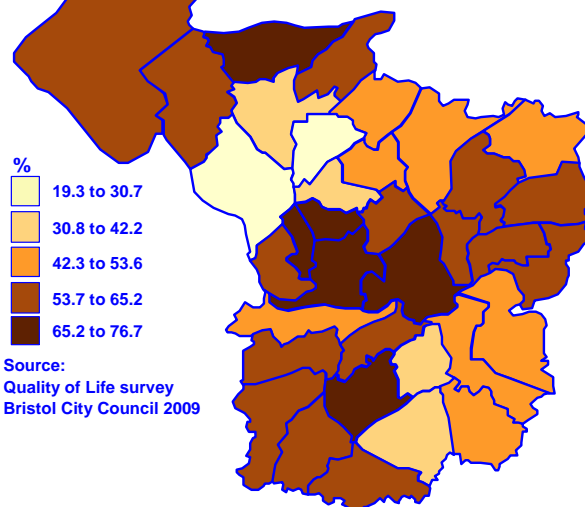 %
19.3 to 30.7
30.8 to 42.2
42.3 to 53.6
53.7 to 65.2
65.2 to 76.7
Source:
Quality of Life survey
Bristol City Council 2009